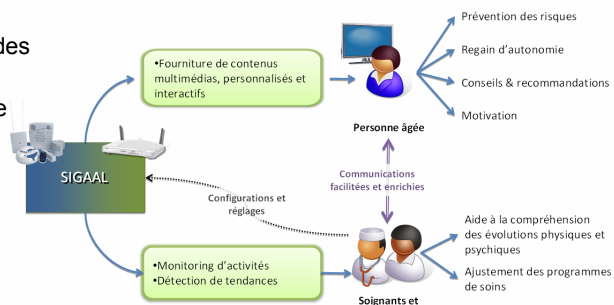 des
e
•Fourniture de contenus
multimédias, personnalisés et
interactifs
Prévention des risques
Regain d'autonomie
Conseils & recommandations
Motivation
Personne âgée
SIGAAL
Communications
facilitées et enrichies
Configurations et
réglages
•Monitoring d'activités
•Détection de tendances
Aide à la compréhension
des évolutions physiques et
psychiques
Ajustement des programmes
de soins
Soignants et